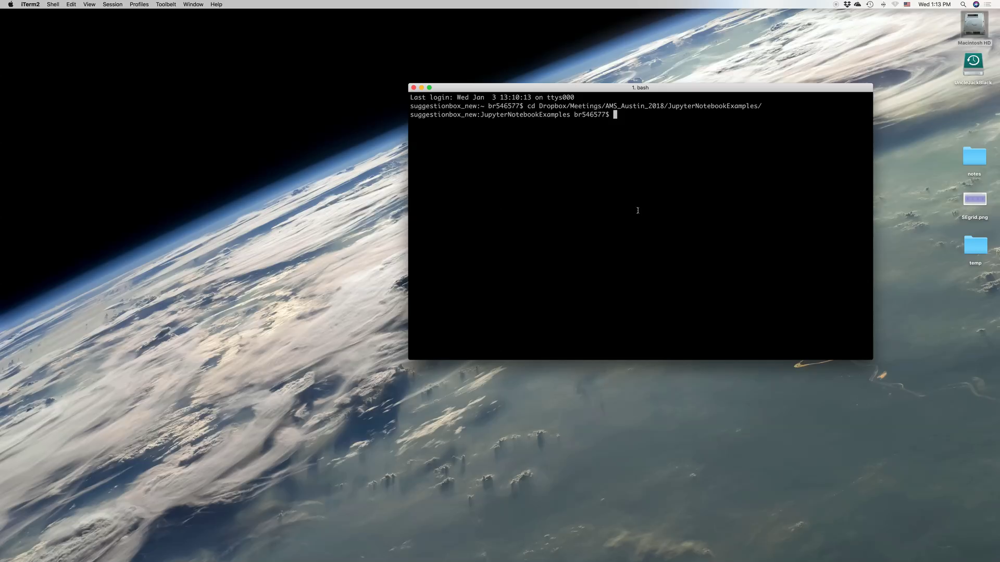 iTerm2 Shell Edit View Session Profiles Toolbelt Window Help Wed 1:13 PM
Macintosh HD
UncleJackBlack
1. bash
Last login: Wed Jan  3 13:10:13 on ttys000
suggestionbox_new:~ br546577$ cd Dropbox/Meetings/AMS_Austin_2018/JupyterNotebookExamples/
suggestionbox_new:JupyterNotebookExamples br546577$
notes
SEgrid.png
temp